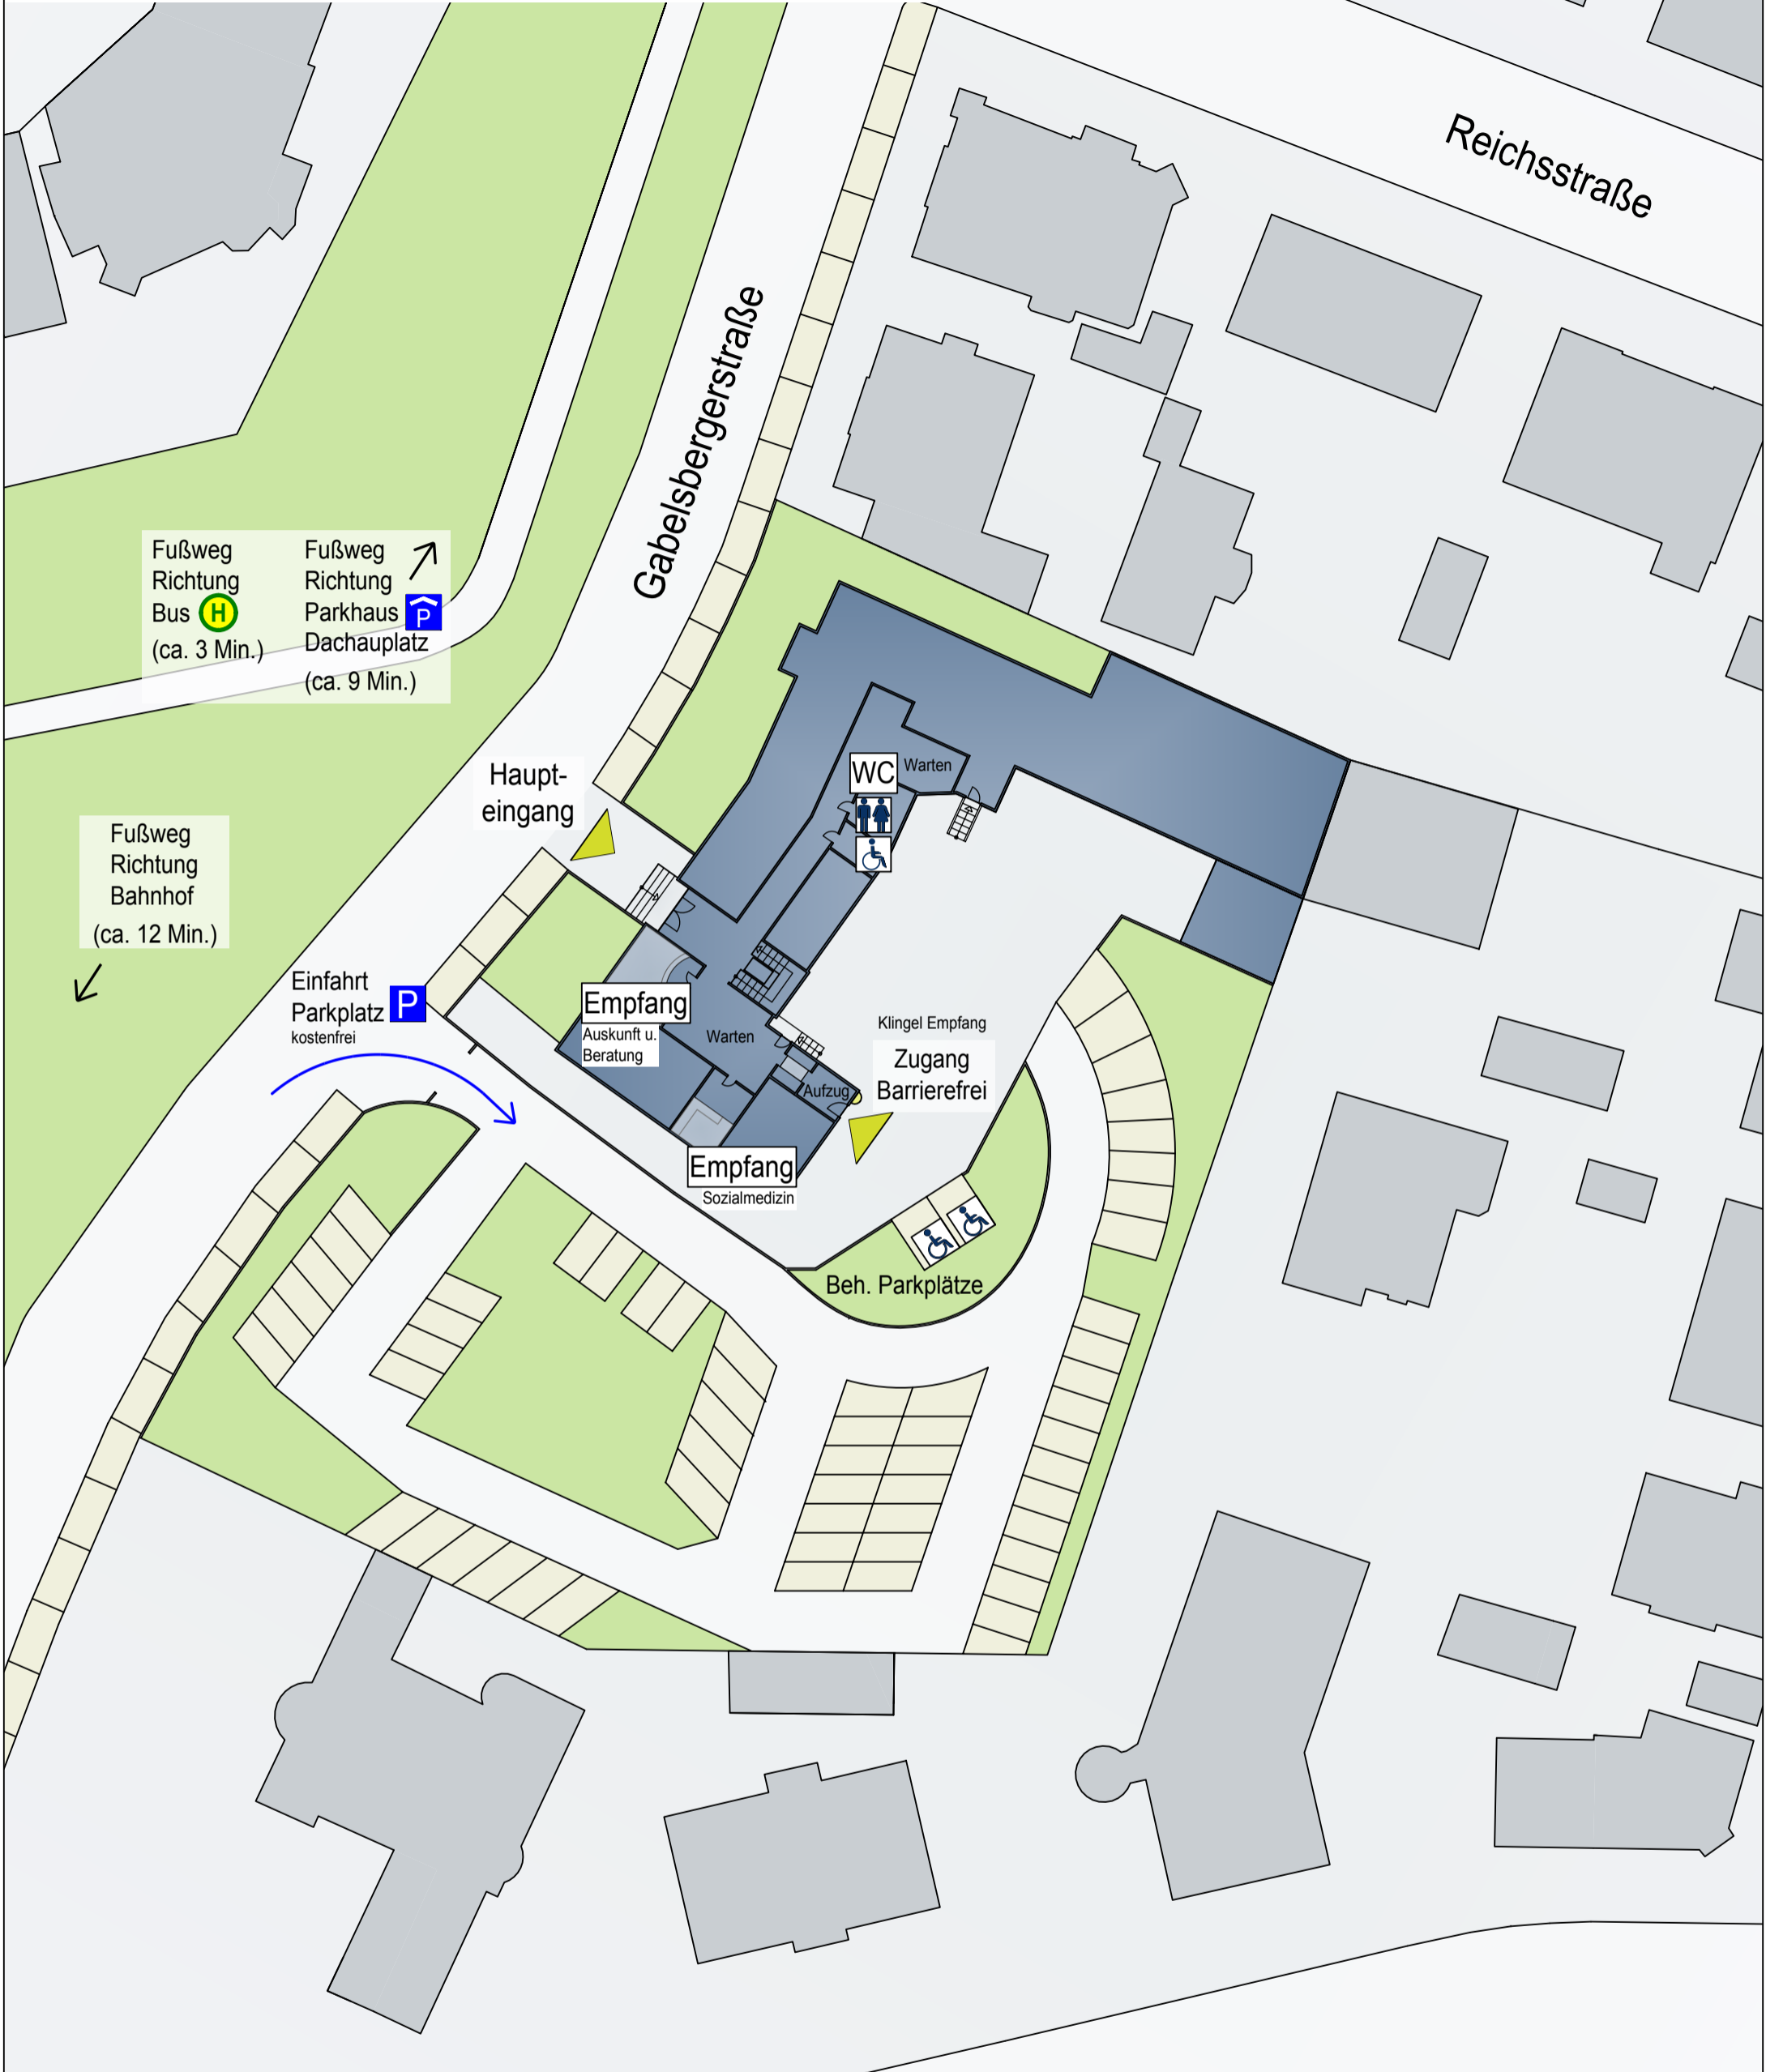 Reichsstraße
Gabelsbergerstraße
Fußweg
Richtung
Bus H
(ca. 3 Min.)
Fußweg
Richtung
Parkhaus P
Dachauplatz
(ca. 9 Min.)
Haupt-
eingang
WC
Warten
Fußweg
Richtung
Bahnhof
(ca. 12 Min.)
Einfahrt
Parkplatz P
kostenfrei
Empfang
Auskunft u.
Beratung
Warten
Klingel Empfang
Zugang
Barrierefrei
Aufzug
Empfang
Sozialmedizin
Beh. Parkplätze